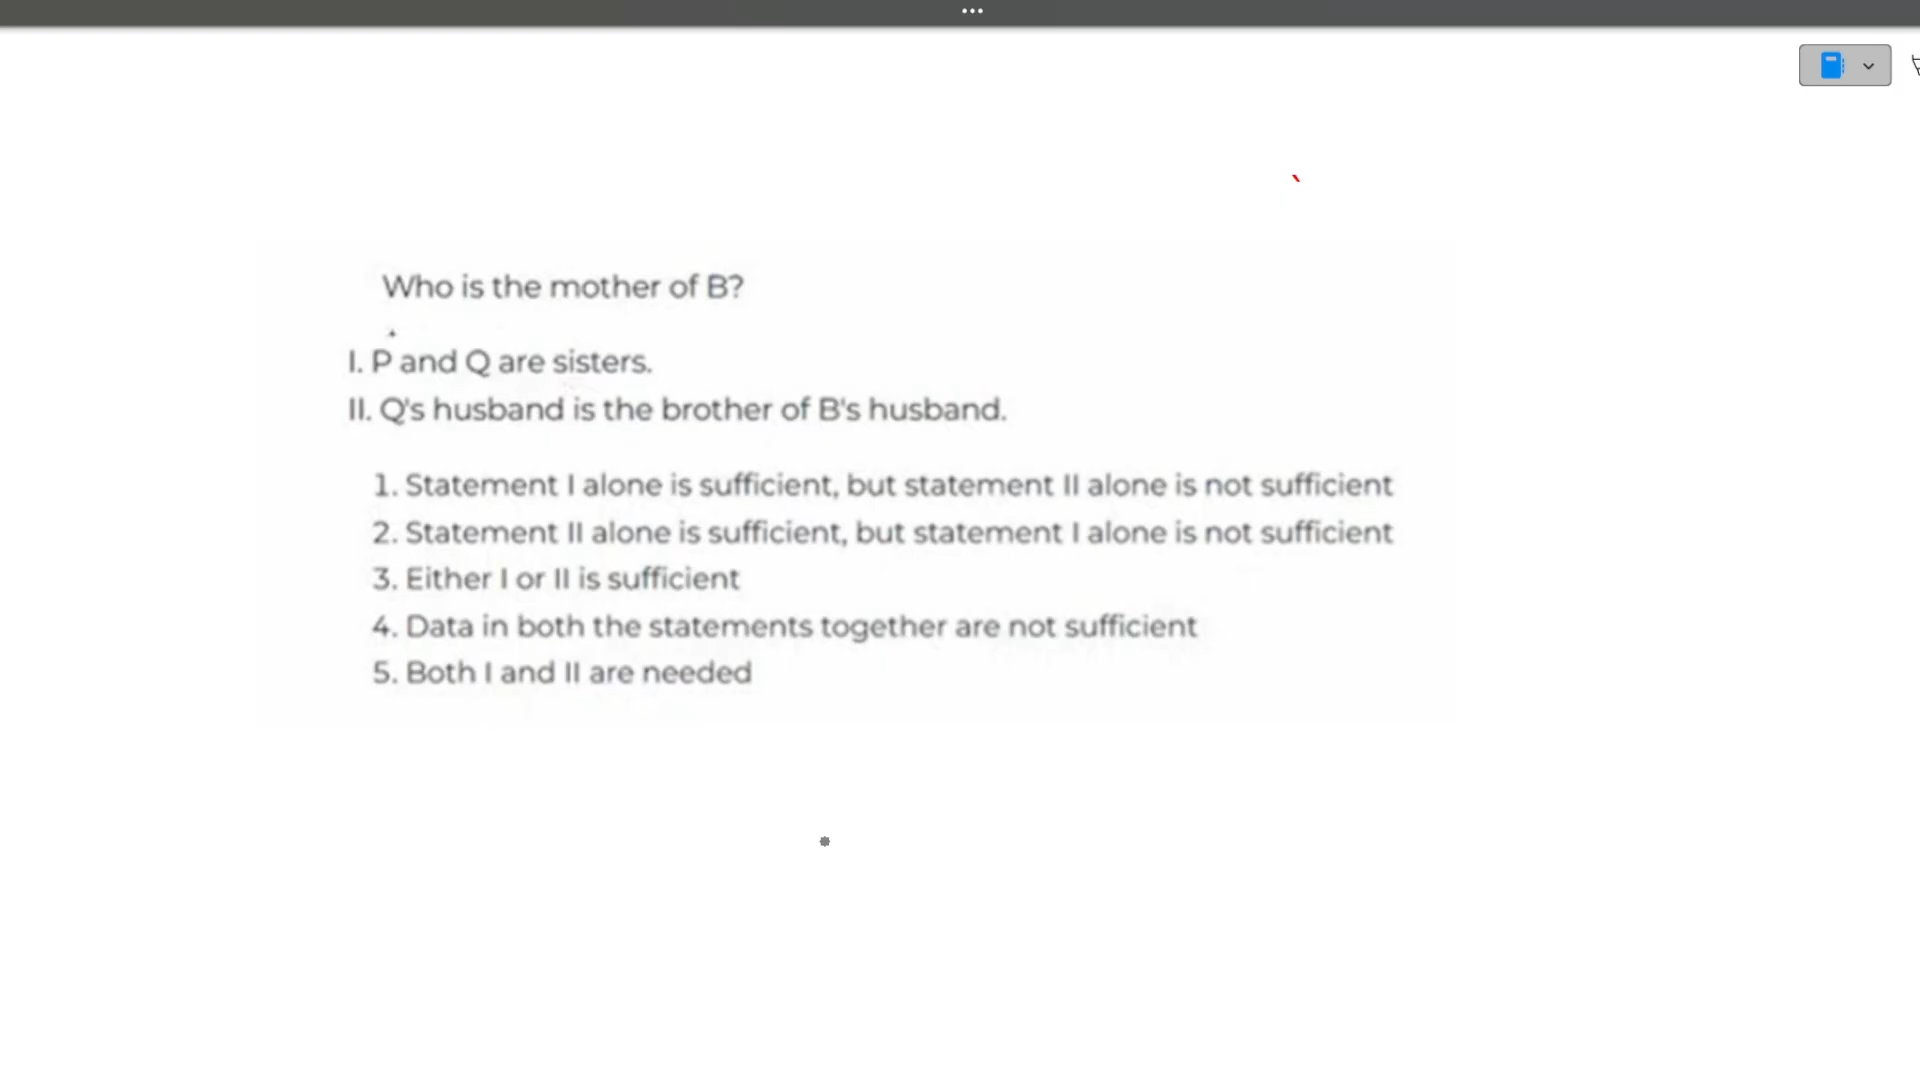 Who is the mother of B?
I. P and Q are sisters.
II. Q's husband is the brother of B's husband.
1. Statement I alone is sufficient, but statement II alone is not sufficient
2. Statement II alone is sufficient, but statement I alone is not sufficient
3. Either I or II is sufficient
4. Data in both the statements together are not sufficient
5. Both I and II are needed